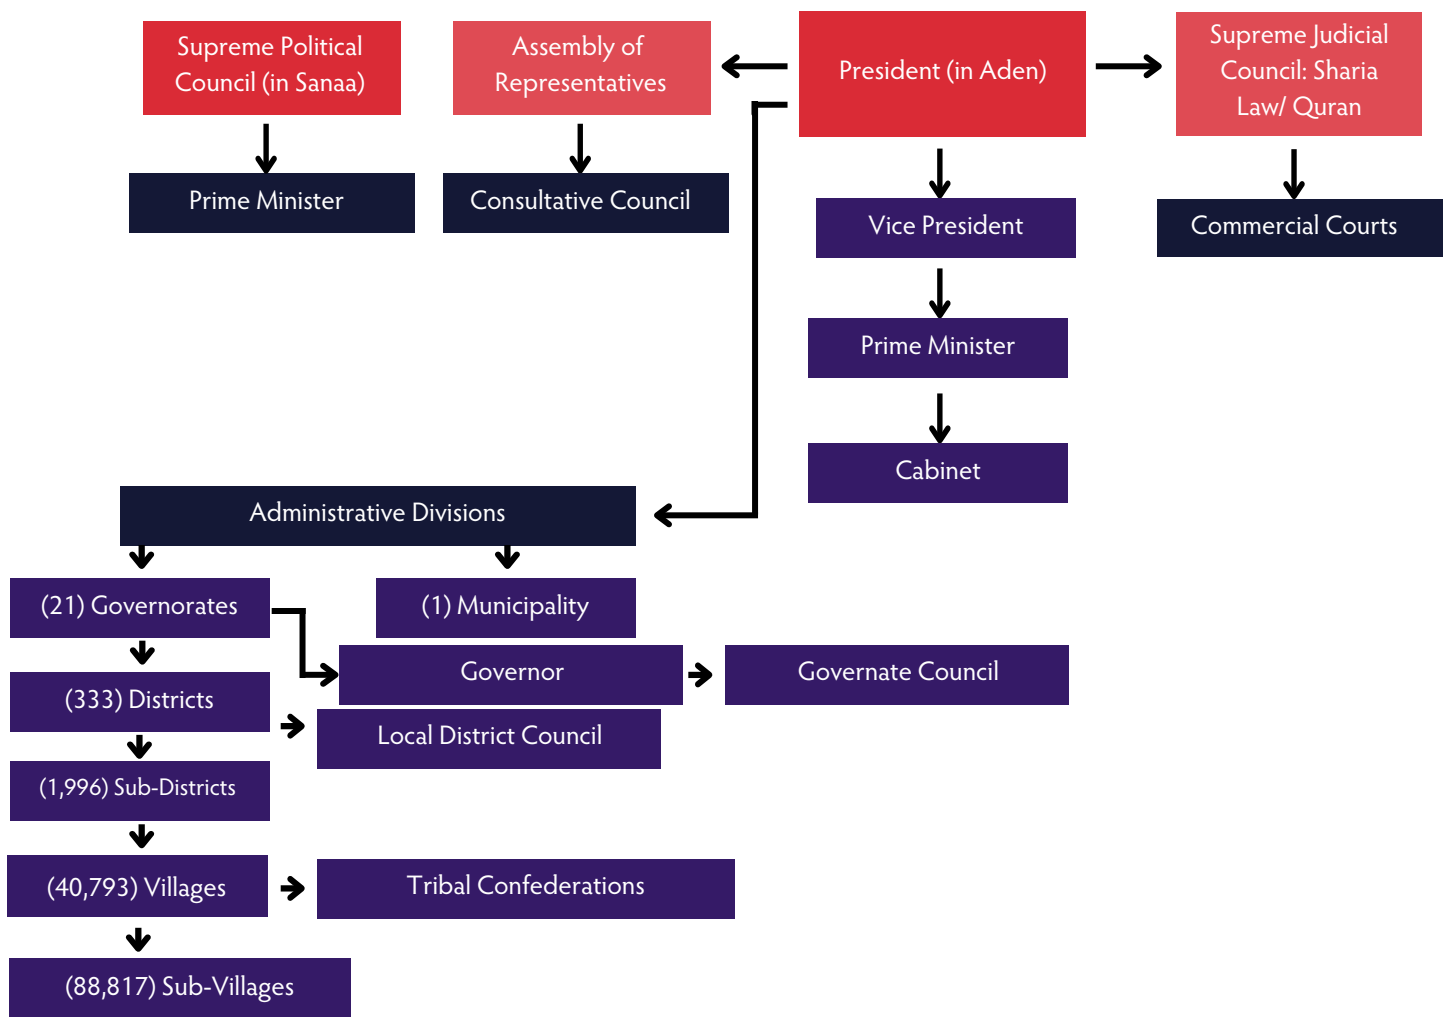 Supreme Political
Council (in Sanaa)
Assembly of
Representatives
President (in Aden)
Supreme Judicial
Council: Sharia
Law/ Quran
Prime Minister
Consultative Council
Vice President
Commercial Courts
Prime Minister
Cabinet
Administrative Divisions
(21) Governorates
(1) Municipality
Governor
Governate Council
(333) Districts
Local District Council
(1,996) Sub-Districts
(40,793) Villages
Tribal Confederations
(88,817) Sub-Villages